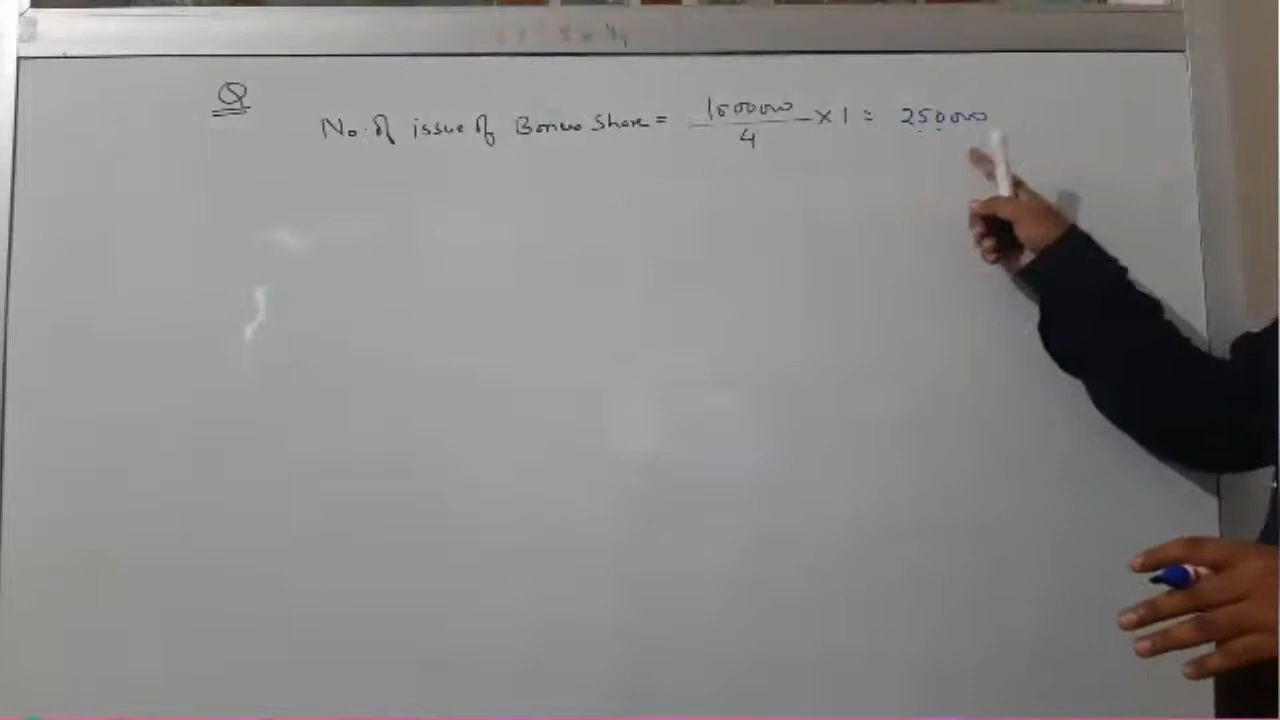 Q
No. of issue of Bonus Share = 1000000 / 4 × 1 = 250000